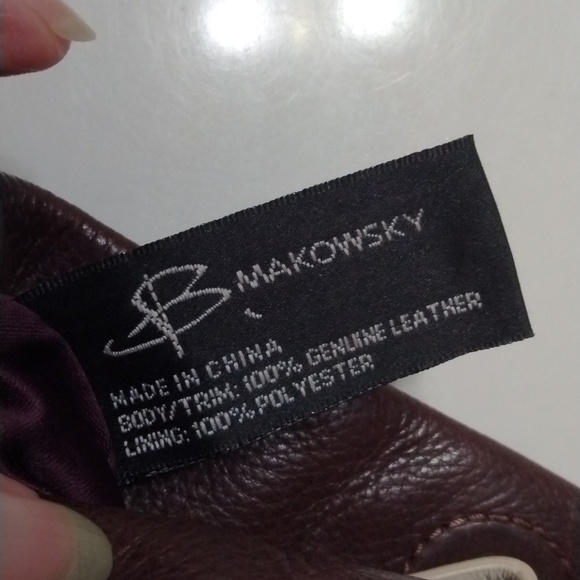 B MAKOWSKY
MADE IN CHINA
BODY/TRIM: 100% GENUINE LEATHER
LINING: 100% POLYESTER